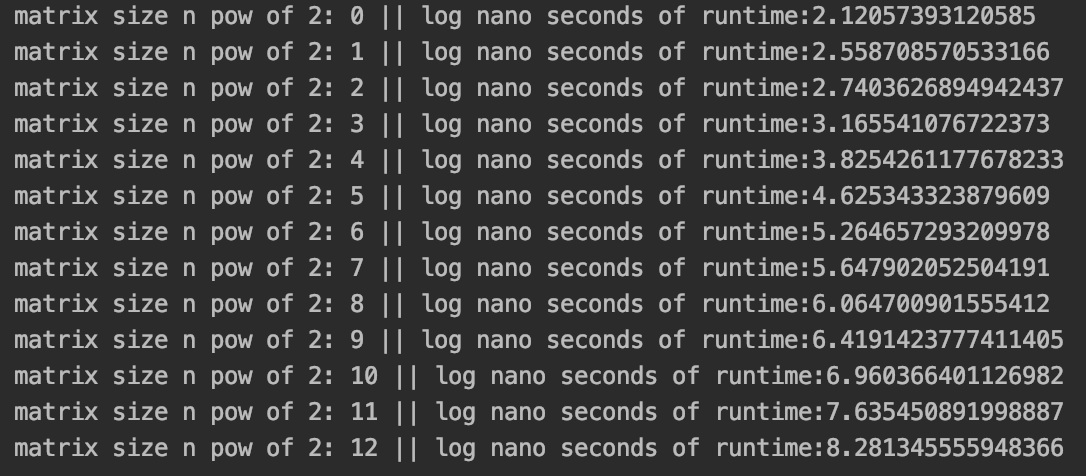 matrix size n pow of 2: 0 || log nano seconds of runtime:2.12057393120585
matrix size n pow of 2: 1 || log nano seconds of runtime:2.558708570533166
matrix size n pow of 2: 2 || log nano seconds of runtime:2.7403626894942437
matrix size n pow of 2: 3 || log nano seconds of runtime:3.165541076722373
matrix size n pow of 2: 4 || log nano seconds of runtime:3.8254261177678233
matrix size n pow of 2: 5 || log nano seconds of runtime:4.625343323879609
matrix size n pow of 2: 6 || log nano seconds of runtime:5.264657293209978
matrix size n pow of 2: 7 || log nano seconds of runtime:5.647902052504191
matrix size n pow of 2: 8 || log nano seconds of runtime:6.064700901555412
matrix size n pow of 2: 9 || log nano seconds of runtime:6.4191423777411405
matrix size n pow of 2: 10 || log nano seconds of runtime:6.960366401126982
matrix size n pow of 2: 11 || log nano seconds of runtime:7.635450891998887
matrix size n pow of 2: 12 || log nano seconds of runtime:8.281345555948366